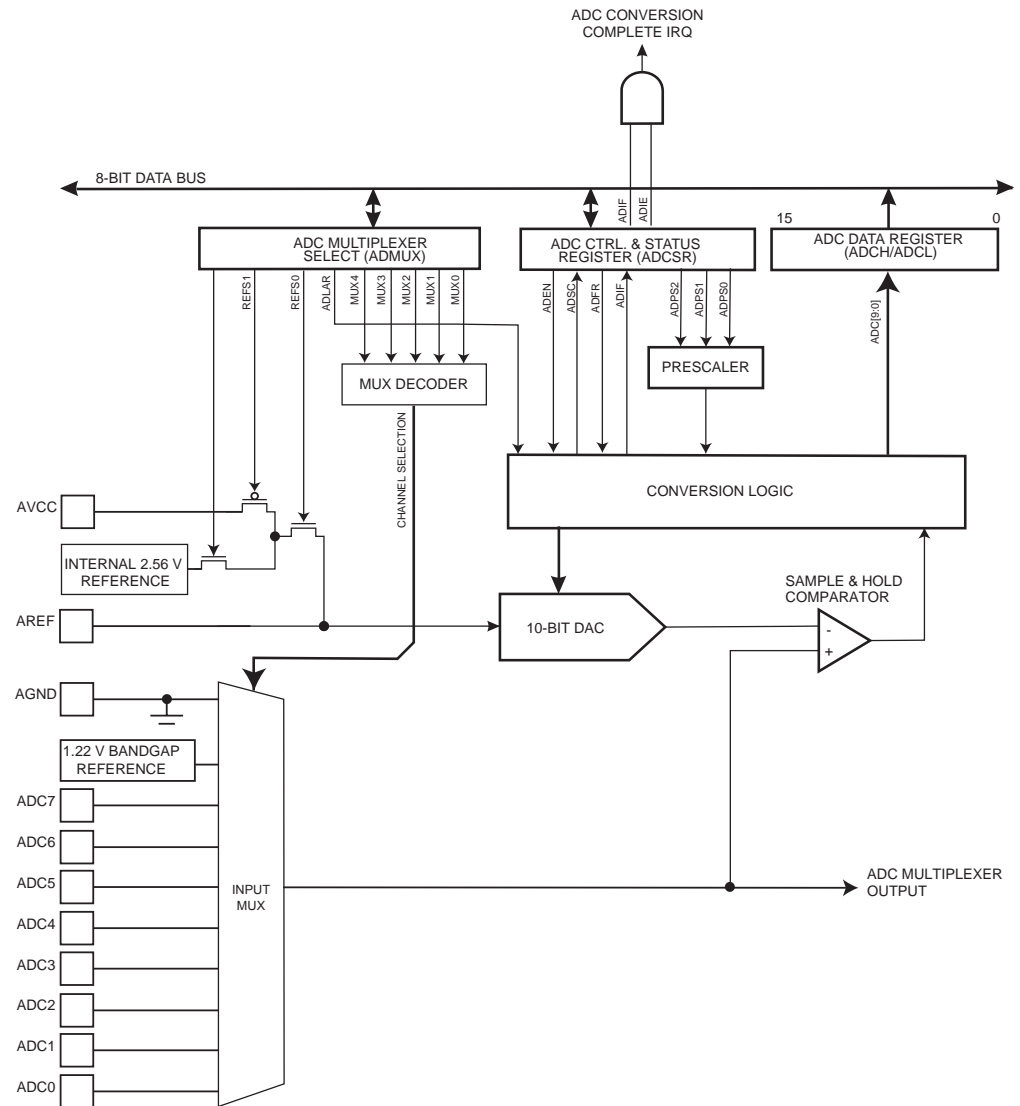 ADC CONVERSION
COMPLETE IRQ
8-BIT DATA BUS
ADIF
ADIE
15
0
ADC MULTIPLEXER
SELECT (ADMUX)
ADC CTRL. & STATUS
REGISTER (ADCSR)
ADC DATA REGISTER
(ADCH/ADCL)
REFS1
REFS0
ADLAR
MUX4
MUX3
MUX2
MUX1
MUX0
ADEN
ADSC
ADFR
ADIF
ADPS2
ADPS1
ADPS0
ADC[9:0]
MUX DECODER
PRESCALER
CHANNEL SELECTION
CONVERSION LOGIC
AVCC
INTERNAL 2.56 V
REFERENCE
SAMPLE & HOLD
COMPARATOR
AREF
10-BIT DAC
-
+
AGND
1.22 V BANDGAP
REFERENCE
ADC7
ADC6
ADC5
INPUT
MUX
ADC MULTIPLEXER
OUTPUT
ADC4
ADC3
ADC2
ADC1
ADC0